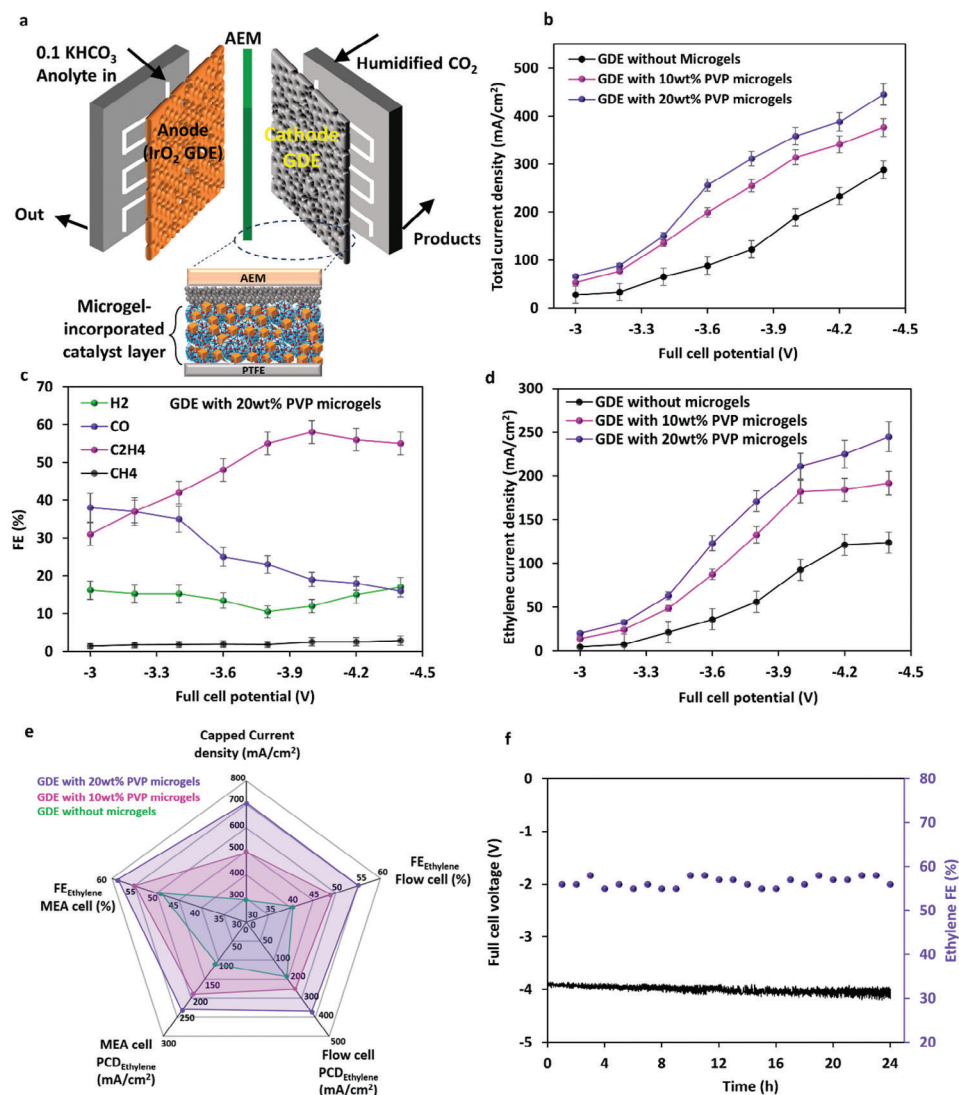 a
0.1 KHCO3
Anolyte in
AEM
Humidified CO2
Anode
(IrO2 GDE)
Cathode
GDE
Out
Products
AEM
Microgel-
incorporated
catalyst layer
PTFE
b
GDE without Microgels
GDE with 10wt% PVP microgels
GDE with 20wt% PVP microgels
Total current density (mA/cm2)
500
400
300
200
100
0
-3 -3.3 -3.6 -3.9 -4.2 -4.5
Full cell potential (V)
c
GDE with 20wt% PVP microgels
H2
CO
C2H4
CH4
FE (%)
70
60
50
40
30
20
10
0
-3 -3.3 -3.6 -3.9 -4.2 -4.5
Full cell potential (V)
d
GDE without microgels
GDE with 10wt% PVP microgels
GDE with 20wt% PVP microgels
Ethylene current density (mA/cm2)
300
250
200
150
100
50
0
-3 -3.3 -3.6 -3.9 -4.2 -4.5
Full cell potential (V)
e
Capped Current
density (mA/cm2)
GDE with 20wt% PVP microgels
GDE with 10wt% PVP microgels
GDE without microgels
800
700
600
500
400
300
30 35 40 45 50 55 60
FEEthylene
Flow cell (%)
0 50 100 200 300 400 500
Flow cell
PCDEthylene
(mA/cm2)
0 50 100 150 200 250 300
MEA cell
PCDEthylene
(mA/cm2)
30 35 40 45 50 55 60
FEEthylene
MEA cell (%)
f
Full cell voltage (V)
0
-1
-2
-3
-4
-5
0 4 8 12 16 20 24
Time (h)
80
70
60
50
40
30
20
Ethylene FE (%)